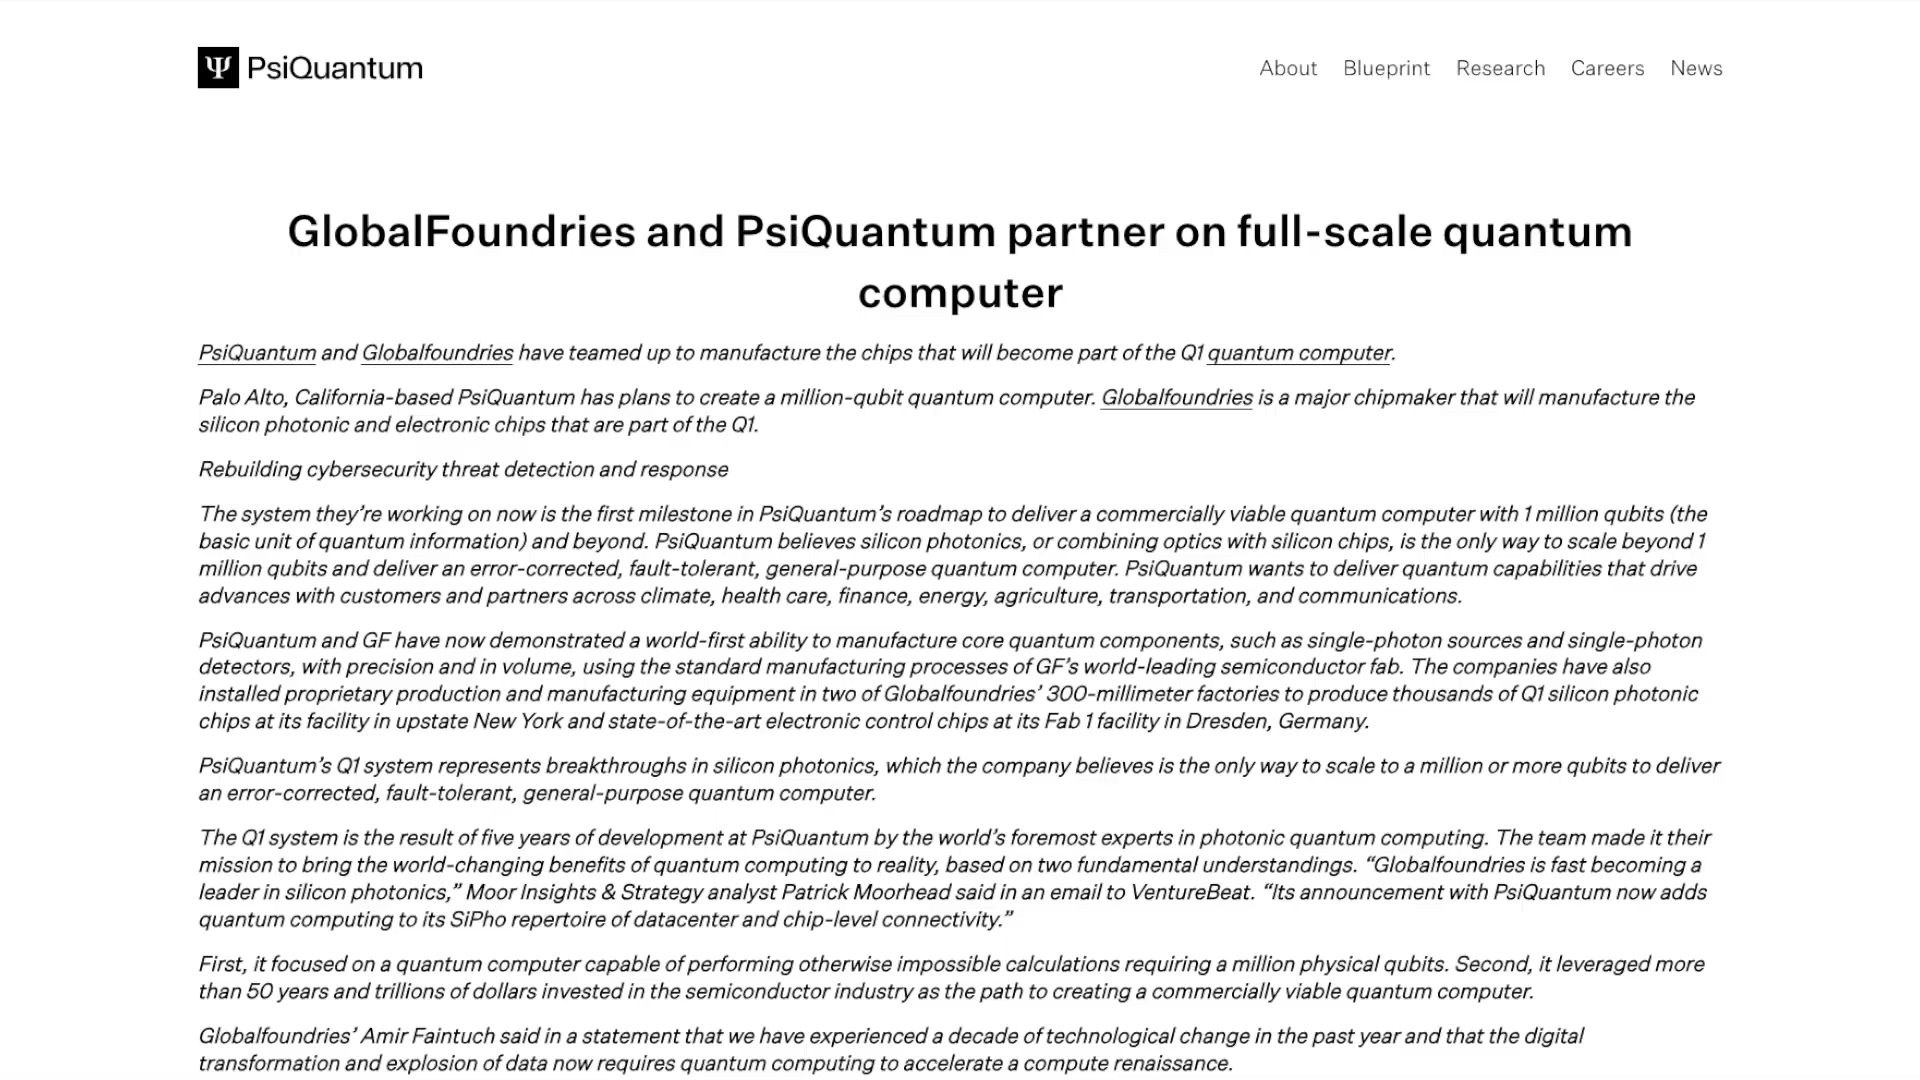 Ψ PsiQuantum
About Blueprint Research Careers News
GlobalFoundries and PsiQuantum partner on full-scale quantum
computer
PsiQuantum and Globalfoundries have teamed up to manufacture the chips that will become part of the Q1 quantum computer.
Palo Alto, California-based PsiQuantum has plans to create a million-qubit quantum computer. Globalfoundries is a major chipmaker that will manufacture the
silicon photonic and electronic chips that are part of the Q1.
Rebuilding cybersecurity threat detection and response
The system they’re working on now is the first milestone in PsiQuantum’s roadmap to deliver a commercially viable quantum computer with 1 million qubits (the
basic unit of quantum information) and beyond. PsiQuantum believes silicon photonics, or combining optics with silicon chips, is the only way to scale beyond 1
million qubits and deliver an error-corrected, fault-tolerant, general-purpose quantum computer. PsiQuantum wants to deliver quantum capabilities that drive
advances with customers and partners across climate, health care, finance, energy, agriculture, transportation, and communications.
PsiQuantum and GF have now demonstrated a world-first ability to manufacture core quantum components, such as single-photon sources and single-photon
detectors, with precision and in volume, using the standard manufacturing processes of GF’s world-leading semiconductor fab. The companies have also
installed proprietary production and manufacturing equipment in two of Globalfoundries’ 300-millimeter factories to produce thousands of Q1 silicon photonic
chips at its facility in upstate New York and state-of-the-art electronic control chips at its Fab 1 facility in Dresden, Germany.
PsiQuantum’s Q1 system represents breakthroughs in silicon photonics, which the company believes is the only way to scale to a million or more qubits to deliver
an error-corrected, fault-tolerant, general-purpose quantum computer.
The Q1 system is the result of five years of development at PsiQuantum by the world’s foremost experts in photonic quantum computing. The team made it their
mission to bring the world-changing benefits of quantum computing to reality, based on two fundamental understandings. “Globalfoundries is fast becoming a
leader in silicon photonics,” Moor Insights & Strategy analyst Patrick Moorhead said in an email to VentureBeat. “Its announcement with PsiQuantum now adds
quantum computing to its SiPho repertoire of datacenter and chip-level connectivity.”
First, it focused on a quantum computer capable of performing otherwise impossible calculations requiring a million physical qubits. Second, it leveraged more
than 50 years and trillions of dollars invested in the semiconductor industry as the path to creating a commercially viable quantum computer.
Globalfoundries’ Amir Faintuch said in a statement that we have experienced a decade of technological change in the past year and that the digital
transformation and explosion of data now requires quantum computing to accelerate a compute renaissance.